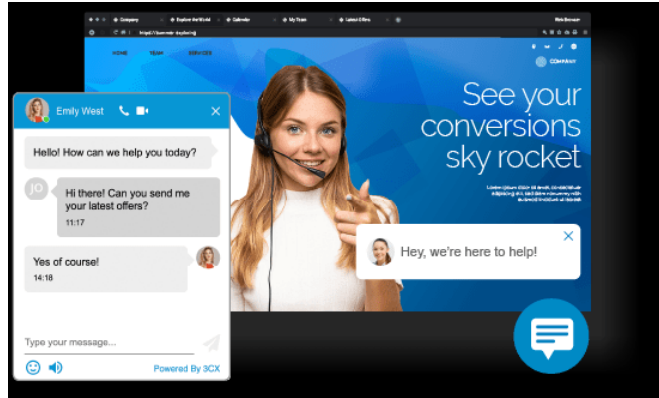 Company
Explore the World
Calendar
My Team
Latest Offers
Web Browser
HOME
TEAM
SERVICES
COMPANY
See your
conversions
sky rocket
Emily West
Hello! How can we help you today?
JO
Hi there! Can you send me
your latest offers?
11:17
Yes of course!
14:18
Type your message...
Powered By 3CX
Hey, we're here to help!